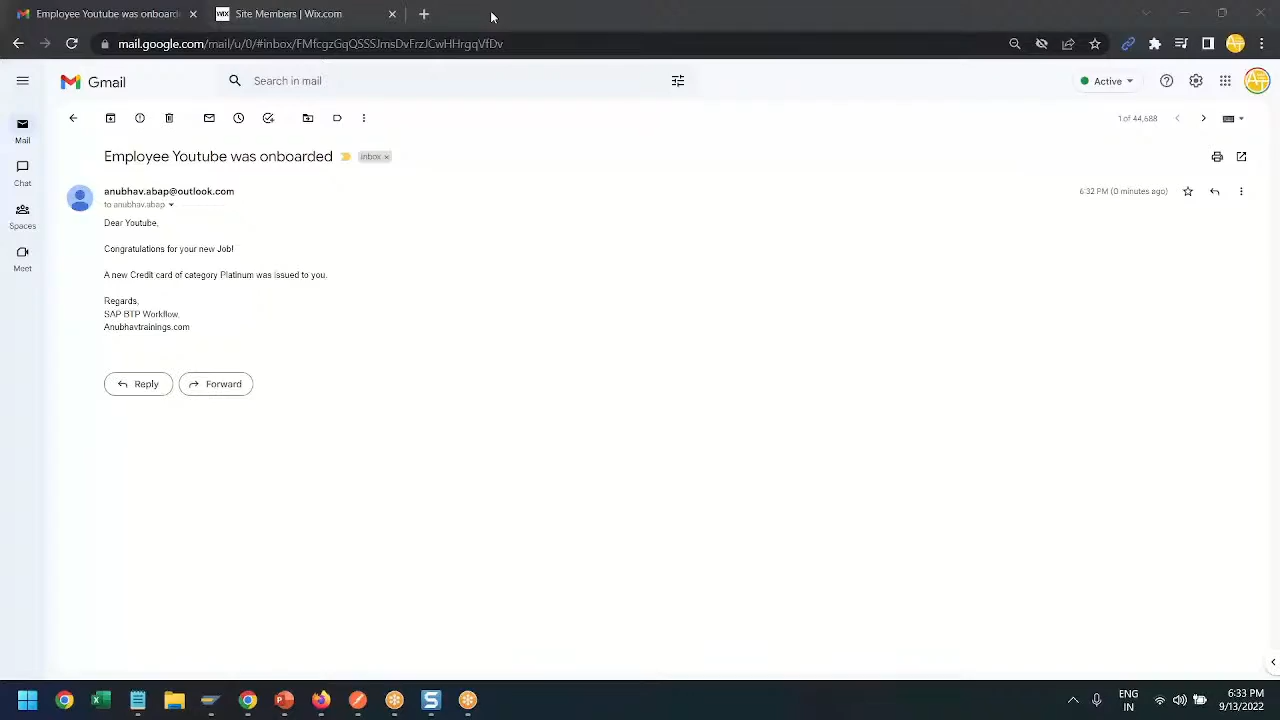 Employee Youtube was onboard
WIX Site Members | Wix.com
mail.google.com/mail/u/0/#inbox/FMfcgzGqQSSSJmsDvFrzJCwHHrgqVfDv
Gmail
Search in mail
Active
Mail
Chat
Spaces
Meet
1 of 44,688
Employee Youtube was onboarded
Inbox ×
anubhav.abap@outlook.com
6:32 PM (0 minutes ago)
to anubhav.abap
Dear Youtube,
Congratulations for your new Job!
A new Credit card of category Platinum was issued to you.
Regards,
SAP BTP Workflow,
Anubhavtrainings.com
Reply
Forward
ENG
IN
6:33 PM
9/13/2022